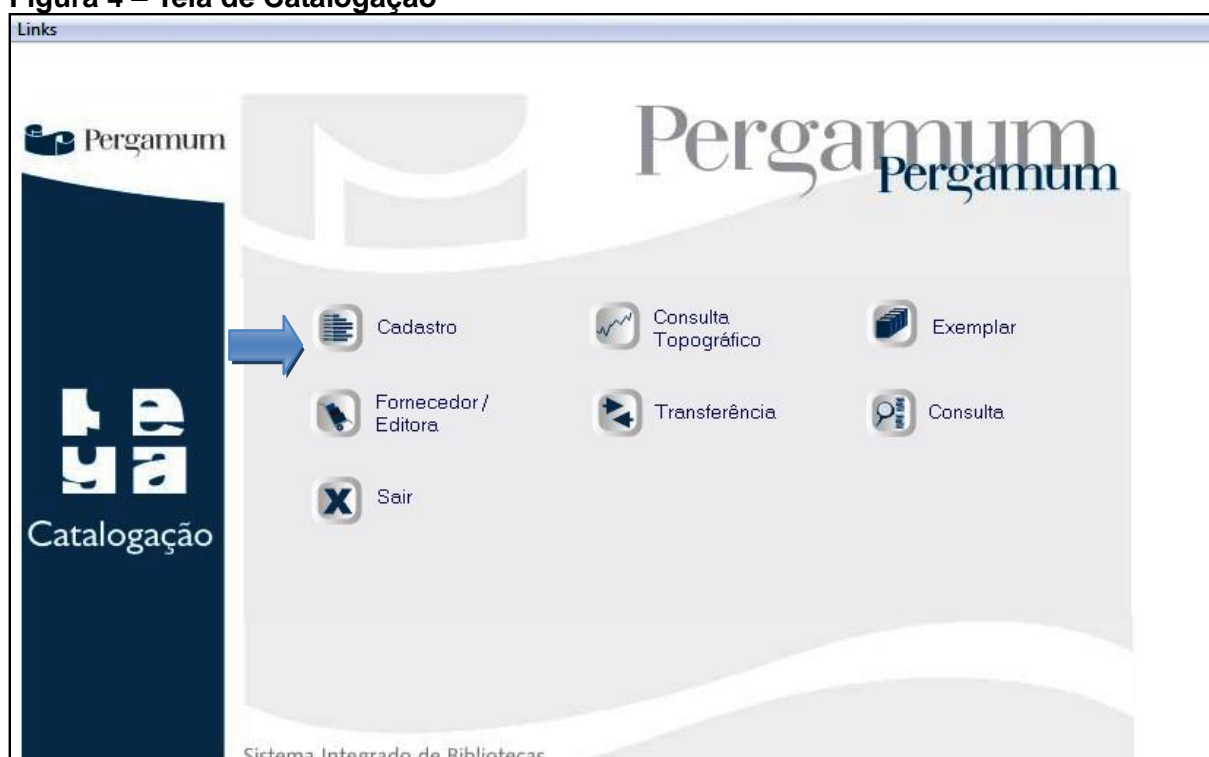 Figura 4 – Tela de Catalogação
Links
Pergamum
Pergamum
Pergamum
Cadastro
Consulta
Topográfico
Exemplar
Fornecedor /
Editora
Transferência
Consulta
Sair
Catalogação
Sistema Integrado de Bibliotecas